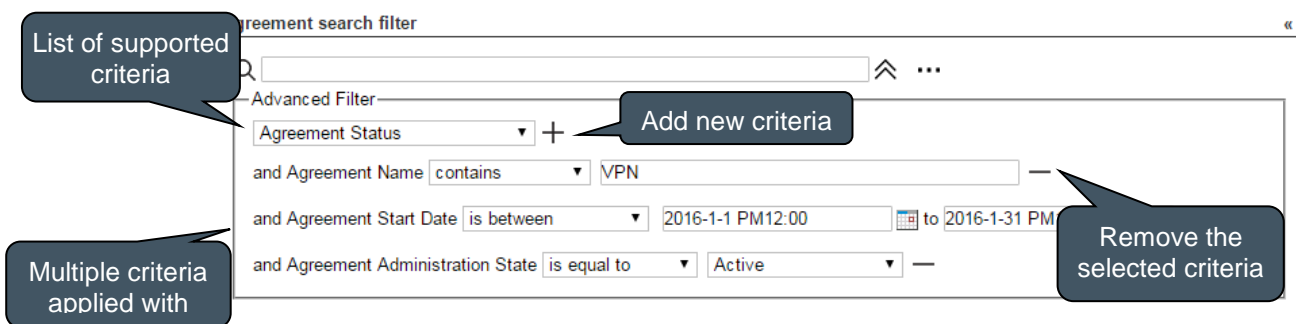 greement search filter
«
List of supported
criteria
Advanced Filter
Agreement Status
Add new criteria
and Agreement Name contains VPN
and Agreement Start Date is between 2016-1-1 PM12:00 to 2016-1-31 PM
Remove the
selected criteria
and Agreement Administration State is equal to Active
Multiple criteria
applied with